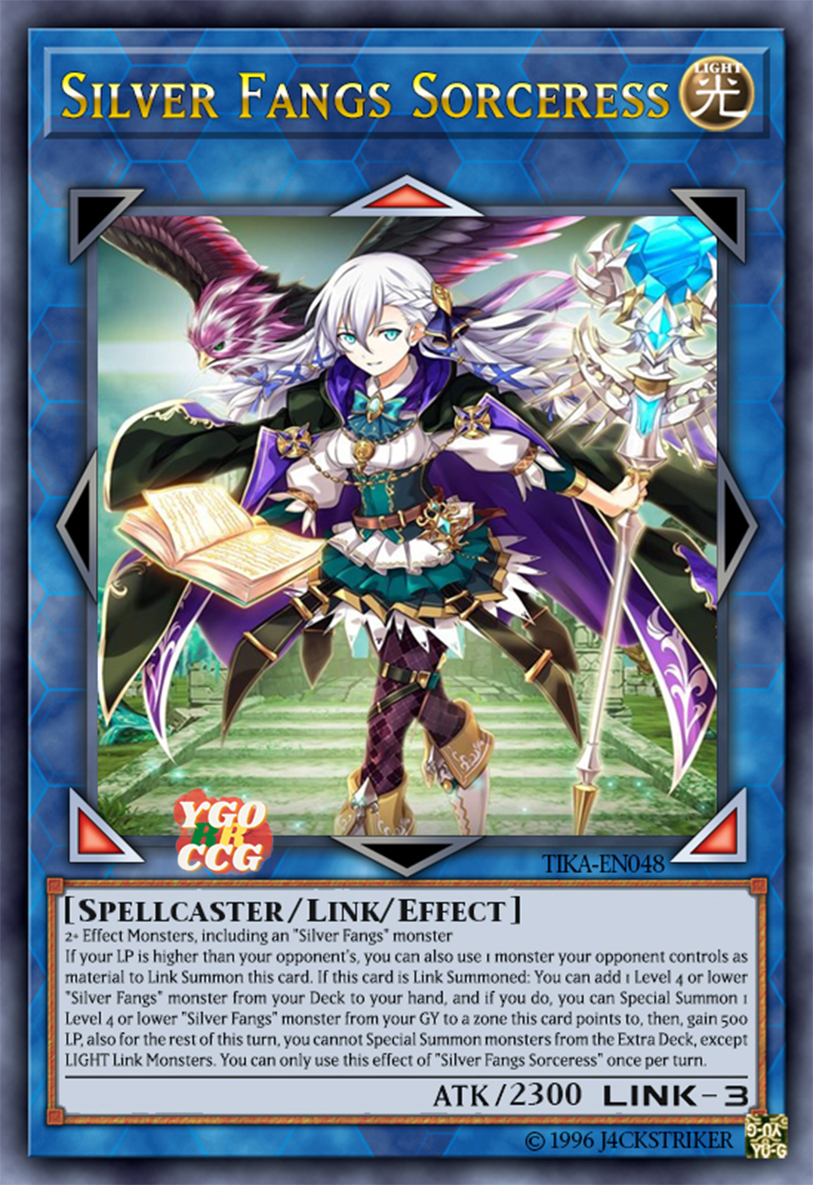 SILVER FANGS SORCERESS
LIGHT
光
YGO
BR
CCG
TIKA-EN048
[SPELLCASTER/LINK/EFFECT]
2+ Effect Monsters, including an "Silver Fangs" monster
If your LP is higher than your opponent's, you can also use 1 monster your opponent controls as
material to Link Summon this card. If this card is Link Summoned: You can add 1 Level 4 or lower
"Silver Fangs" monster from your Deck to your hand, and if you do, you can Special Summon 1
Level 4 or lower "Silver Fangs" monster from your GY to a zone this card points to, then, gain 500
LP, also for the rest of this turn, you cannot Special Summon monsters from the Extra Deck, except
LIGHT Link Monsters. You can only use this effect of "Silver Fangs Sorceress" once per turn.
ATK/2300 LINK-3
© 1996 J4CKSTRIKER
YU-G
YU-G